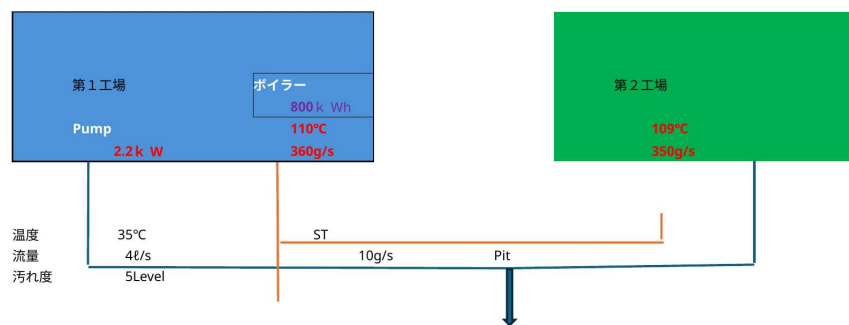 第１工場
ボイラー
800ｋ Wh
Pump
110℃
2.2ｋ W
360g/s
第２工場
109℃
350g/s
温度 35℃ ST
流量 4ℓ/s 10g/s Pit
汚れ度 5Level